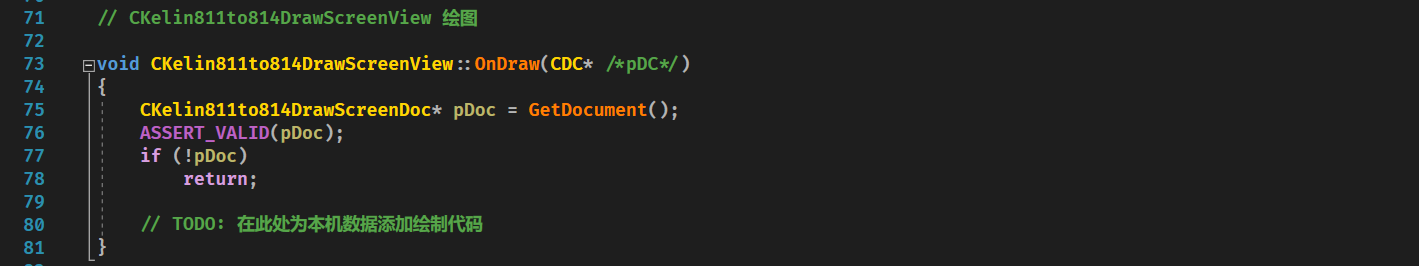 71 // CKelin811to814DrawScreenView 绘图
72
73 void CKelin811to814DrawScreenView::OnDraw(CDC* /*pDC*/)
74 {
75 CKelin811to814DrawScreenDoc* pDoc = GetDocument();
76 ASSERT_VALID(pDoc);
77 if (!pDoc)
78 return;
79
80 // TODO: 在此处为本机数据添加绘制代码
81 }